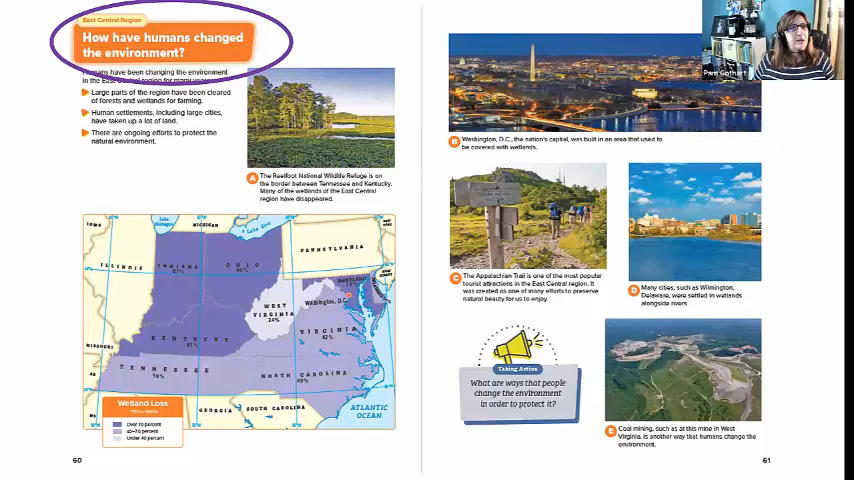 East Central Region
How have humans changed
the environment?
Humans have been changing the environment
in the East Central region for many years.
Large parts of the region have been cleared
of forests and wetlands for farming.
Human settlements, including large cities,
have taken up a lot of land.
There are ongoing efforts to protect the
natural environment.
A The Reelfoot National Wildlife Refuge is on
the border between Tennessee and Kentucky.
Many of the wetlands of the East Central
region have disappeared.
IOWA
Lake
Michigan
MICHIGAN
Lake Erie
ILLINOIS
INDIANA
87%
OHIO
90%
PENNSYLVANIA
MARYLAND
Washington, D.C.
WEST
VIRGINIA
24%
VIRGINIA
42%
KENTUCKY
81%
MISSOURI
TENNESSEE
59%
NORTH CAROLINA
49%
GEORGIA
SOUTH CAROLINA
ATLANTIC
OCEAN
Wetland Loss
Over 70 percent
40–70 percent
Under 40 percent
60
Pam Gothart
B Washington, D.C., the nation's capital, was built in an area that used to
be covered with wetlands.
C The Appalachian Trail is one of the most popular
tourist attractions in the East Central region. It
was created as one of many efforts to preserve
natural beauty for us to enjoy.
D Many cities, such as Wilmington,
Delaware, were settled in wetlands
alongside rivers.
Taking Action
What are ways that people
change the environment
in order to protect it?
E Coal mining, such as at this mine in West
Virginia, is another way that humans change the
environment.
61